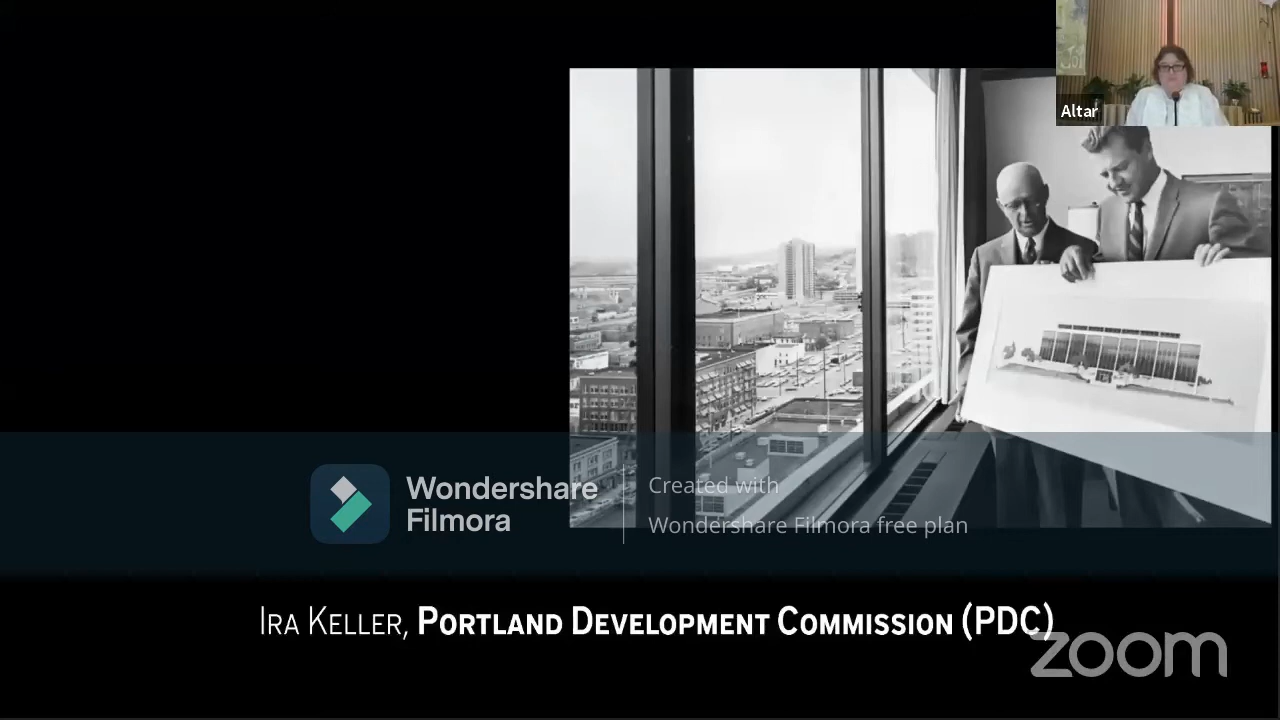 Altar
Wondershare
Filmora
Created with
Wondershare Filmora free plan
Ira Keller, Portland Development Commission (PDC)
zoom